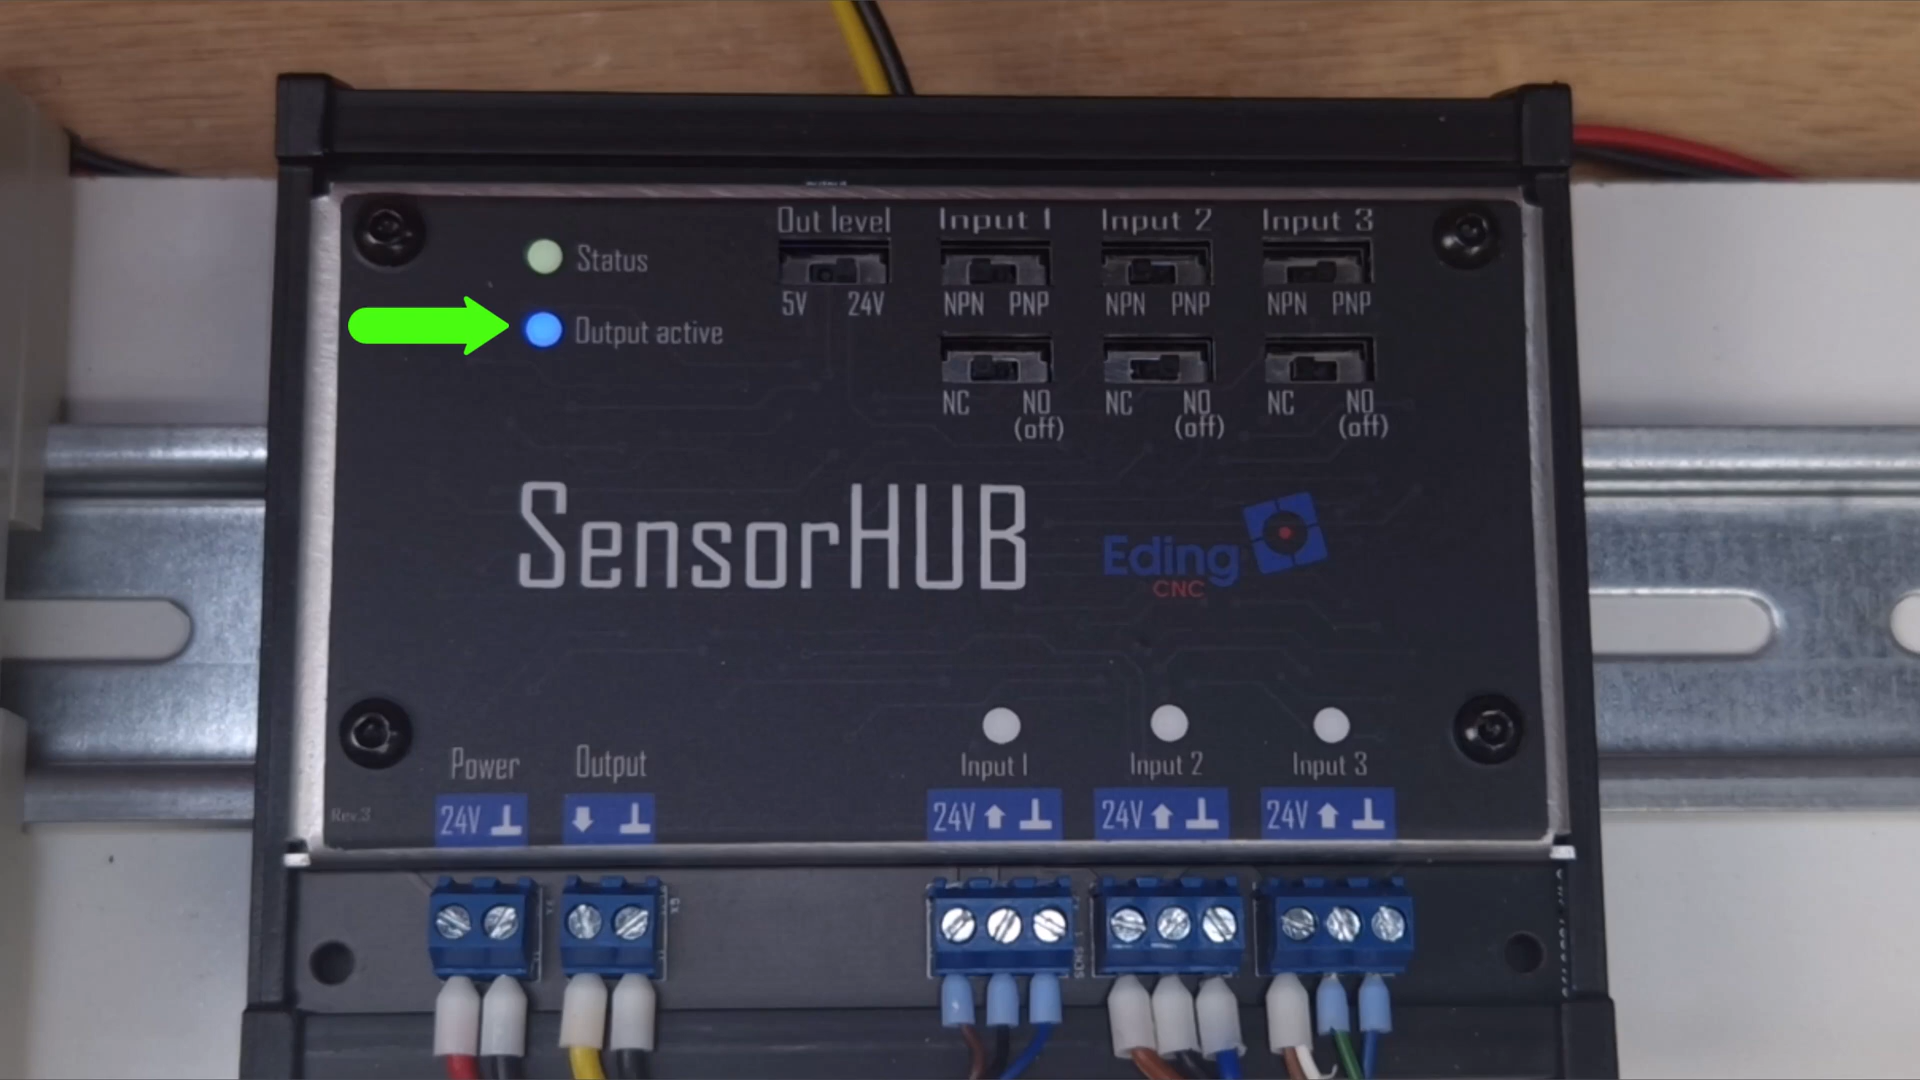 Out level
Input 1
Input 2
Input 3
Status
5V
24V
NPN
PNP
NPN
PNP
NPN
PNP
Output active
NC
NO
(off)
NC
NO
(off)
NC
NO
(off)
SensorHUB
Eding
CNC
Power
Output
Input 1
Input 2
Input 3
Rev.3
24V
24V
24V
24V